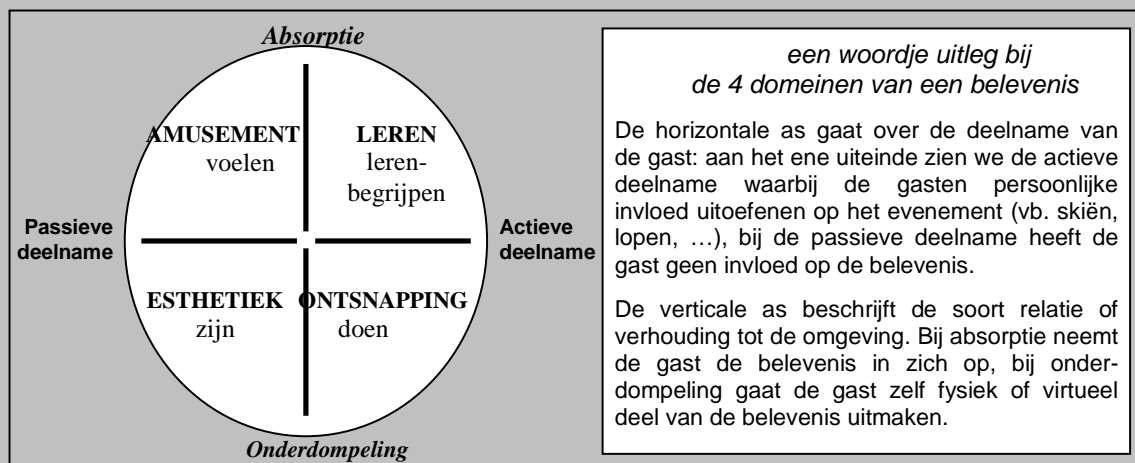 Absorptie
AMUSEMENT
voelen
LEREN
leren-
begrijpen
Passieve
deelname
Actieve
deelname
ESTHETIEK
zijn
ONTSNAPPING
doen
Onderdompeling
een woordje uitleg bij
de 4 domeinen van een belevenis
De horizontale as gaat over de deelname van
de gast: aan het ene uiteinde zien we de actieve
deelname waarbij de gasten persoonlijke
invloed uitoefenen op het evenement (vb. skiën,
lopen, …), bij de passieve deelname heeft de
gast geen invloed op de belevenis.
De verticale as beschrijft de soort relatie of
verhouding tot de omgeving. Bij absorptie neemt
de gast de belevenis in zich op, bij onder-
dompeling gaat de gast zelf fysiek of virtueel
deel van de belevenis uitmaken.